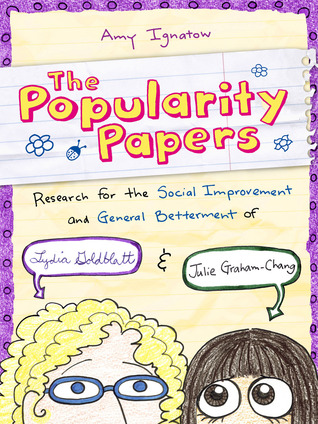 Amy Ignatow
The
Popularity
Papers
Research for the Social Improvement
and General Betterment of
Lydia Goldblatt
&
Julie Graham-Chang